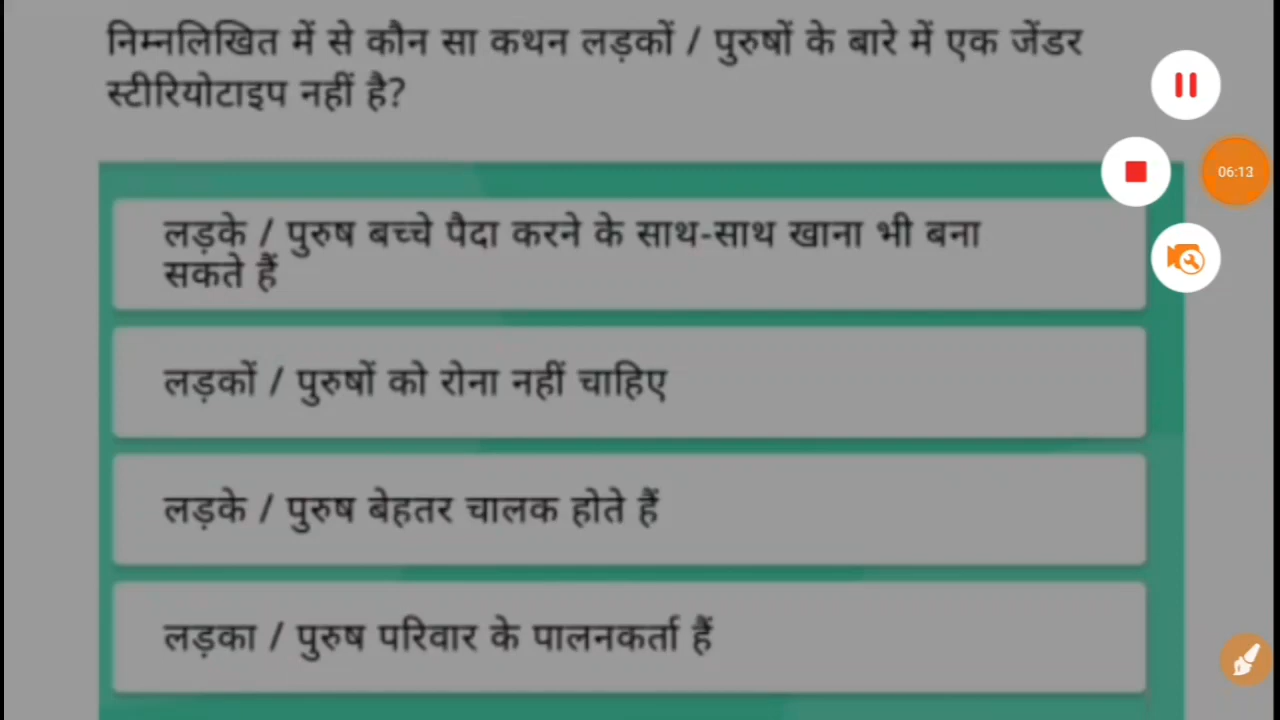 निम्नलिखित में से कौन सा कथन लड़कों / पुरुषों के बारे में एक जेंडर
स्टीरियोटाइप नहीं है?
06:13
लड़के / पुरुष बच्चे पैदा करने के साथ-साथ खाना भी बना
सकते हैं
लड़कों / पुरुषों को रोना नहीं चाहिए
लड़के / पुरुष बेहतर चालक होते हैं
लड़का / पुरुष परिवार के पालनकर्ता हैं